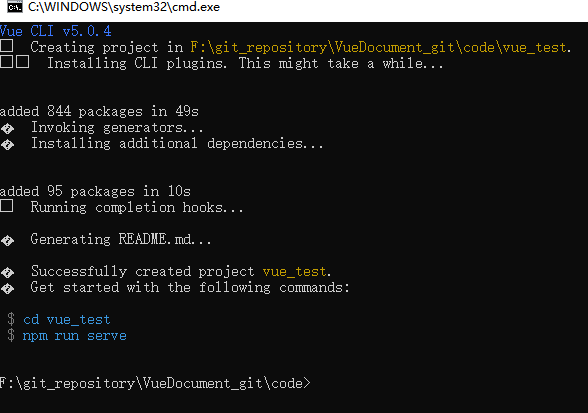 C:\WINDOWS\system32\cmd.exe
Vue CLI v5.0.4
□ Creating project in F:\git_repository\VueDocument_git\code\vue_test.
□□ Installing CLI plugins. This might take a while...
added 844 packages in 49s
� Invoking generators...
� Installing additional dependencies...
added 95 packages in 10s
□ Running completion hooks...
� Generating README.md...
� Successfully created project vue_test.
� Get started with the following commands:
$ cd vue_test
$ npm run serve
F:\git_repository\VueDocument_git\code>